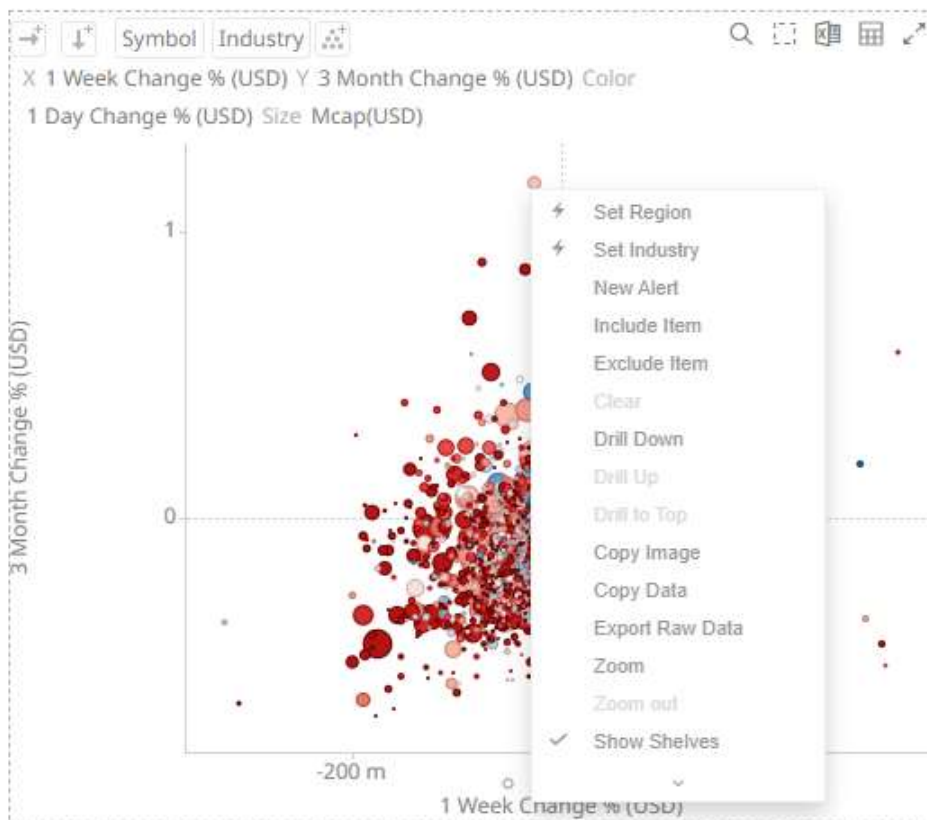 Symbol Industry
X 1 Week Change % (USD) Y 3 Month Change % (USD) Color
1 Day Change % (USD) Size Mcap(USD)
1
0
3 Month Change % (USD)
Set Region
Set Industry
New Alert
Include Item
Exclude Item
Clear
Drill Down
Drill Up
Drill to Top
Copy Image
Copy Data
Export Raw Data
Zoom
Zoom out
Show Shelves
-200 m
1 Week Change % (USD)